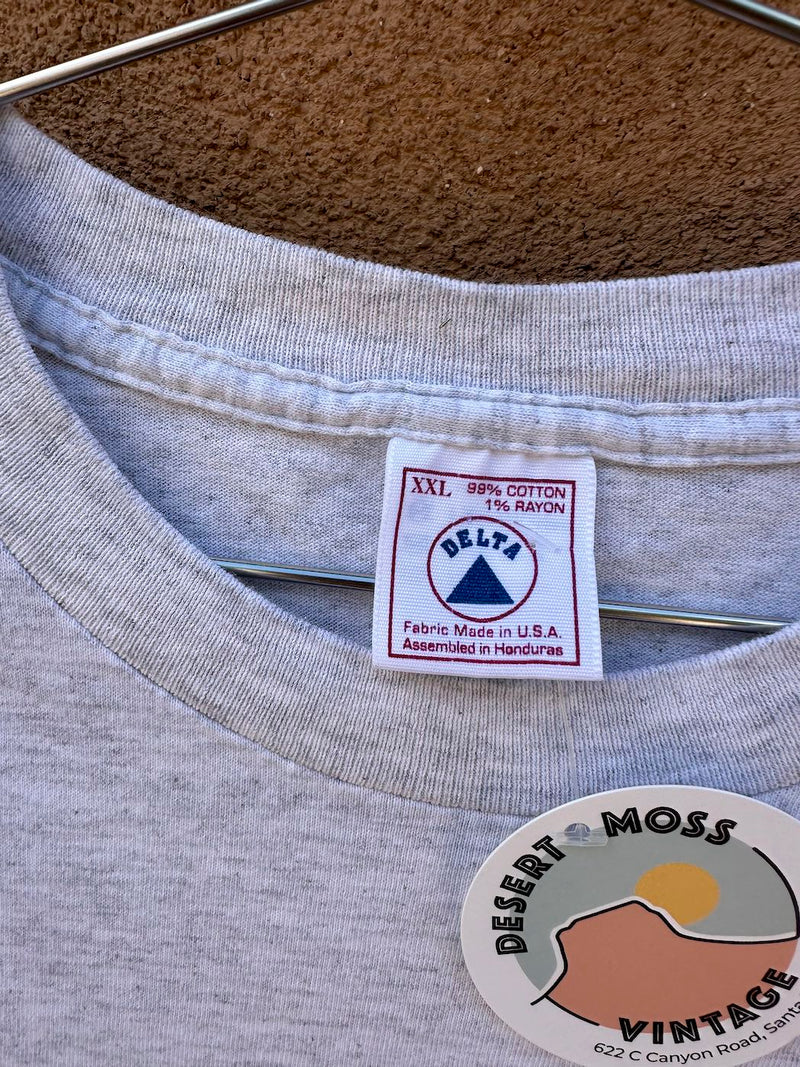 XXL 99% COTTON
1% RAYON
DELTA
Fabric Made in U.S.A.
Assembled in Honduras
DESERT MOSS
VINTAGE
622 C Canyon Road, Santa